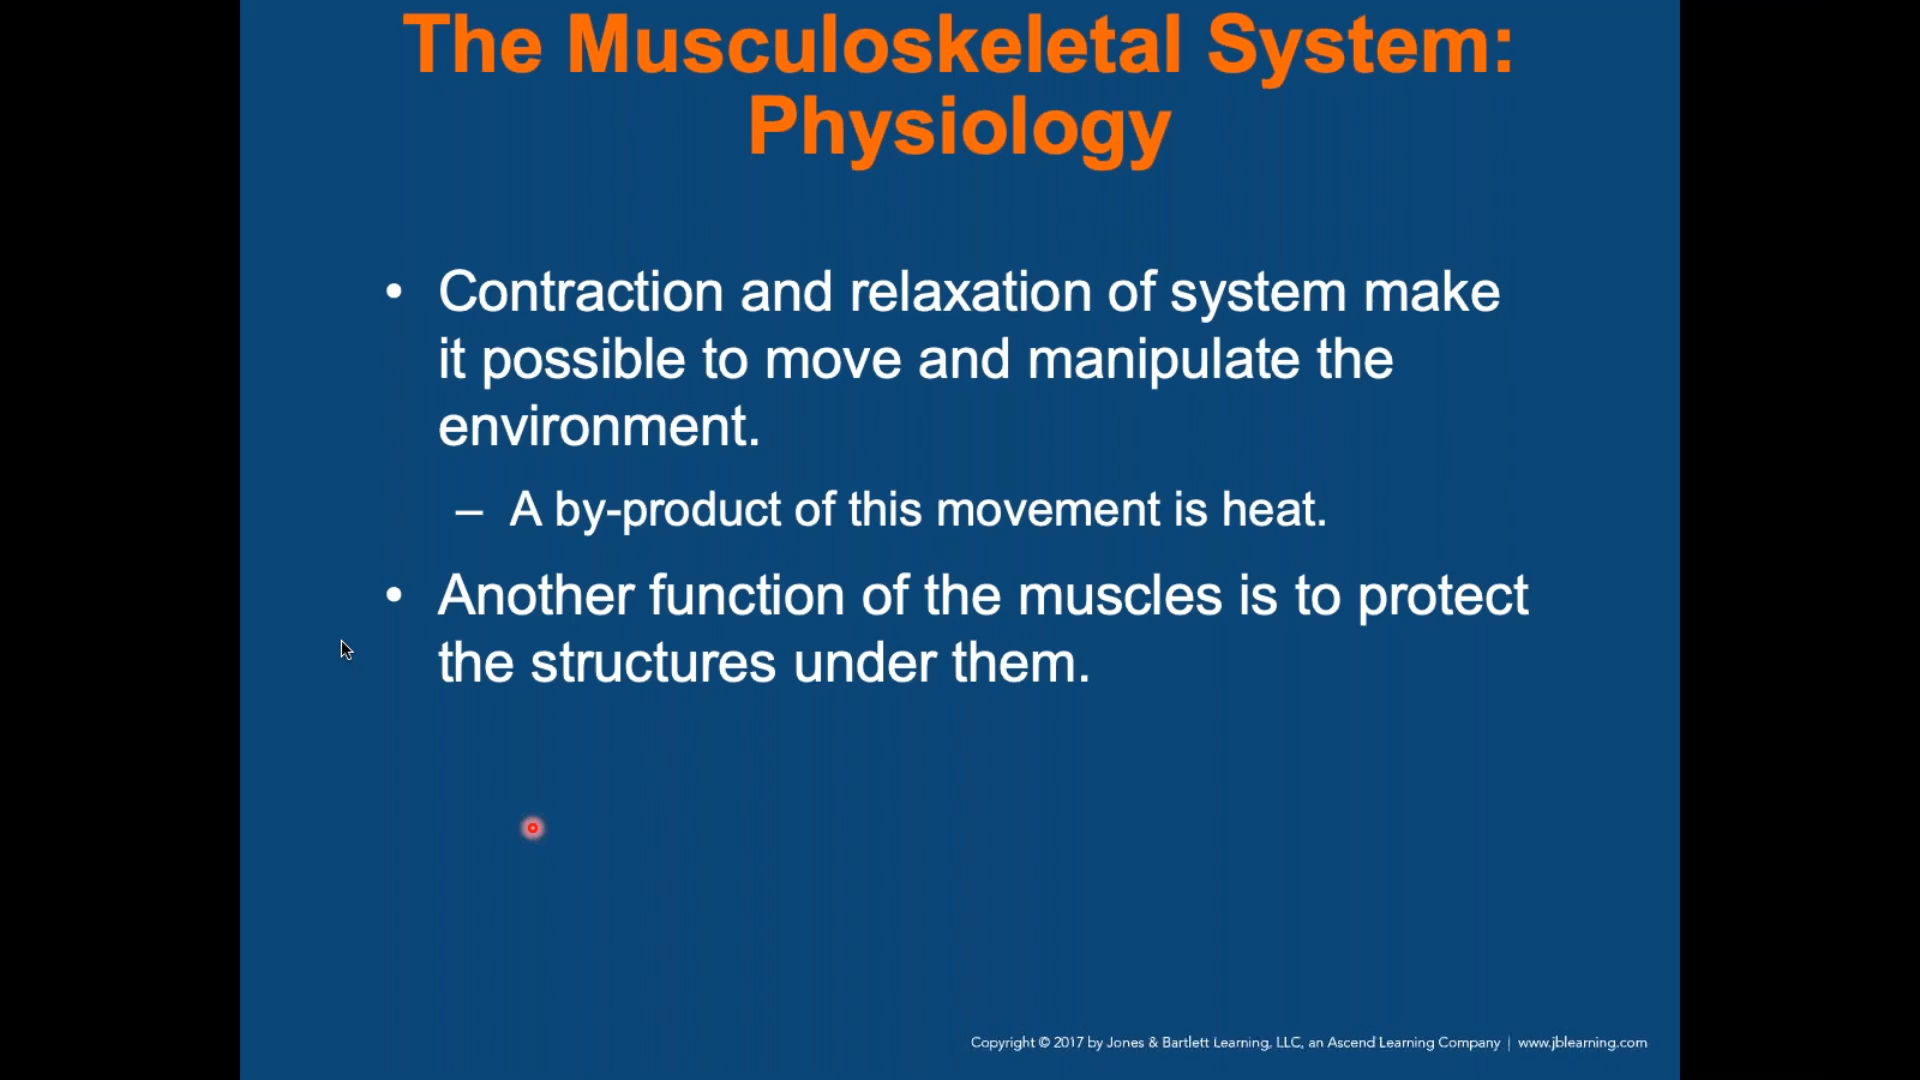 The Musculoskeletal System:
Physiology
• Contraction and relaxation of system make
it possible to move and manipulate the
environment.
– A by-product of this movement is heat.
• Another function of the muscles is to protect
the structures under them.
Copyright © 2017 by Jones & Bartlett Learning, LLC, an Ascend Learning Company | www.jblearning.com